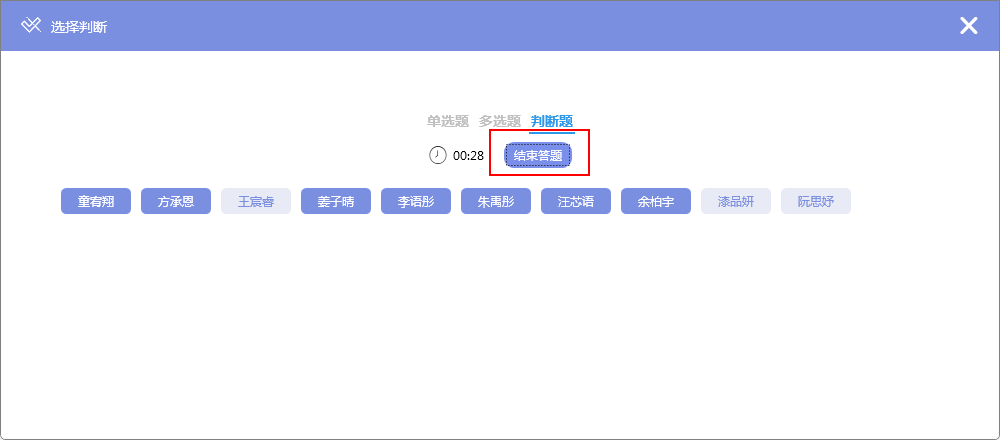 选择判断
单选题 多选题 判断题
00:28 结束答题
童宥翔 方承恩 王宸睿 姜子晴 李语彤 朱禹彤 汪芯语 余柏宇 漆品妍 阮思妤